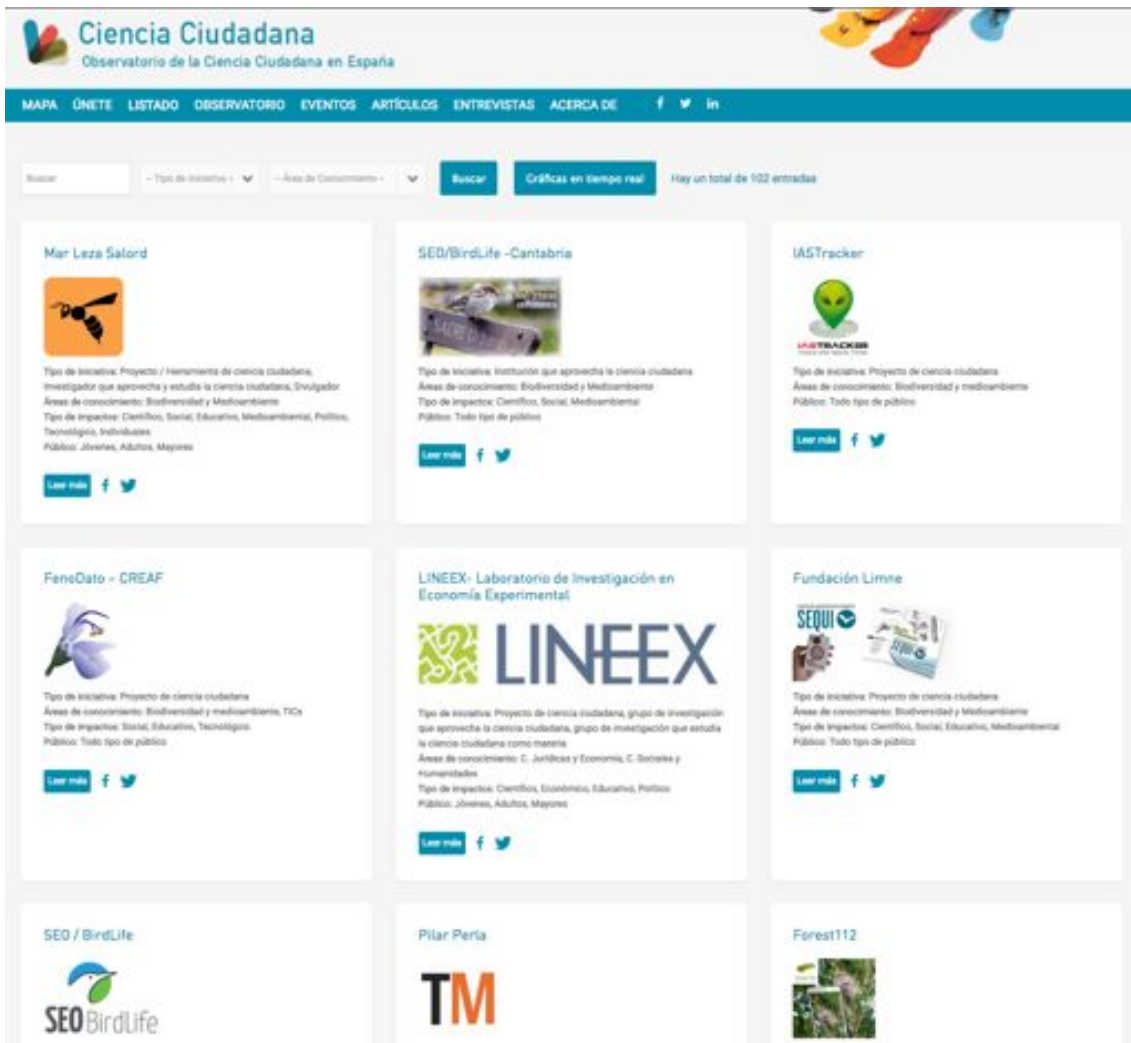 Ciencia Ciudadana
Observatorio de la Ciencia Ciudadana en España
MAPA ÚNETE LISTADO OBSERVATORIO EVENTOS ARTÍCULOS ENTREVISTAS ACERCA DE f in
Buscar
- Tipo de Iniciativa -
- Área de Conocimiento -
Buscar
Gráficas en tiempo real
Hay un total de 102 entradas
Mar Leza Salord
Tipo de iniciativa: Proyecto / Herramienta de ciencia ciudadana,
investigador que aprovecha y estudia la ciencia ciudadana, Divulgador
Áreas de conocimiento: Biodiversidad y Medioambiente
Tipo de impactos: Científico, Social, Educativo, Medioambiental, Político,
Tecnológico, Individuales
Público: Jóvenes, Adultos, Mayores
Leer más f
SEO/BirdLife -Cantabria
Tipo de iniciativa: Institución que aprovecha la ciencia ciudadana
Áreas de conocimiento: Biodiversidad y Medioambiente
Tipo de impactos: Científico, Social, Medioambiental
Público: Todo tipo de público
Leer más f
IASTracker
IASTRACKER
Tipo de iniciativa: Proyecto de ciencia ciudadana
Áreas de conocimiento: Biodiversidad y medioambiente
Público: Todo tipo de público
Leer más f
FenoDato - CREAF
Tipo de iniciativa: Proyecto de ciencia ciudadana
Áreas de conocimiento: Biodiversidad y medioambiente, TICs
Tipo de impactos: Social, Educativo, Tecnológico
Público: Todo tipo de público
Leer más f
LINEEX- Laboratorio de Investigación en
Economía Experimental
LINEEX
Tipo de iniciativa: Proyecto de ciencia ciudadana, grupo de investigación
que aprovecha la ciencia ciudadana, grupo de investigación que estudia
la ciencia ciudadana como materia
Áreas de conocimiento: C. Jurídicas y Economía, C. Sociales y
Humanidades
Tipo de impactos: Científico, Económico, Educativo, Político
Público: Jóvenes, Adultos, Mayores
Leer más f
Fundación Limne
SEQUI
Tipo de iniciativa: Proyecto de ciencia ciudadana
Áreas de conocimiento: Biodiversidad y Medioambiente
Tipo de impactos: Científico, Social, Educativo, Medioambiental
Público: Todo tipo de público
Leer más f
SEO / BirdLife
SEO BirdLife
Pilar Perla
TM
Forest112